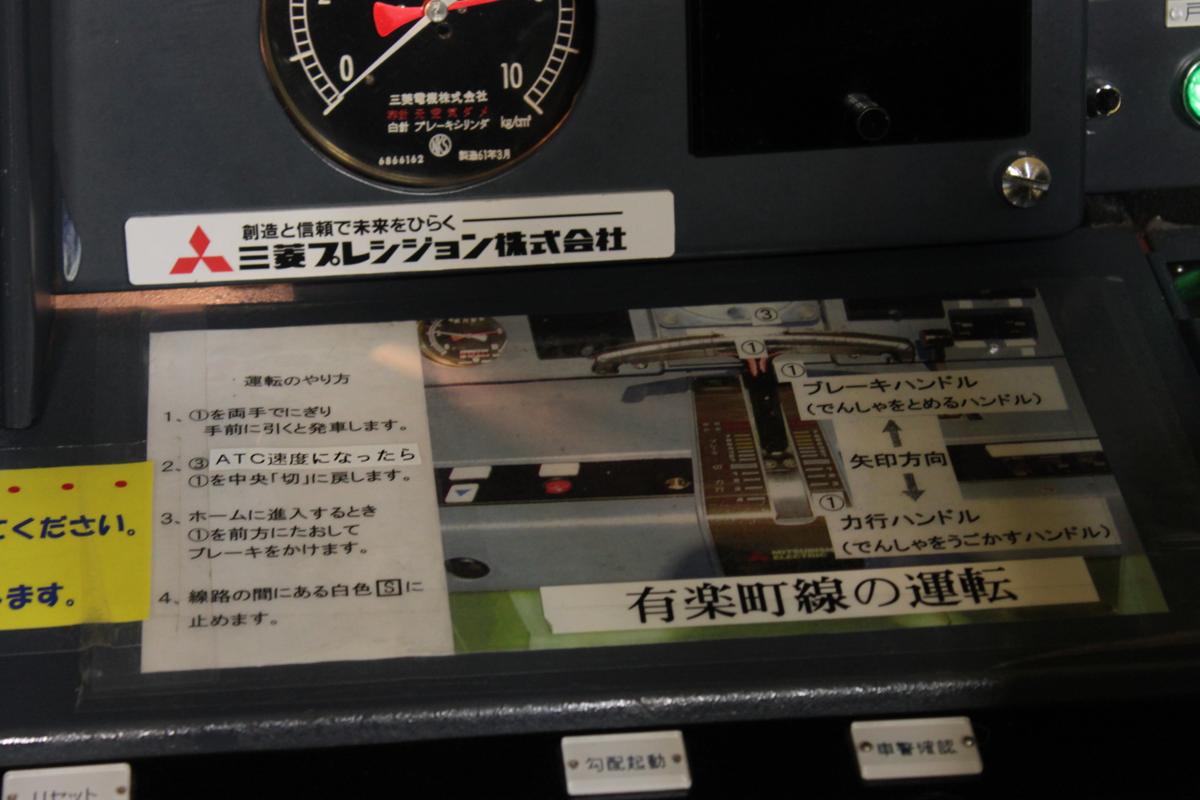 0
10
三菱電機株式会社
白針 ブレーキシリンダ
kg/cm²
6866162
製造61年3月
創造と信頼で未来をひらく
三菱プレシジョン株式会社
運転のやり方
1、①を両手でにぎり
手前に引くと発車します。
2、③ATC速度になったら
①を中央「切」に戻します。
3、ホームに進入するとき
①を前方にたおして
ブレーキをかけます。
4、線路の間にある白色Sに
止めます。
③
①
①
ブレーキハンドル
(でんしゃをとめるハンドル)
矢印方向
①
力行ハンドル
(でんしゃをうごかすハンドル)
MITSUBISHI
ELECTRIC
有楽町線の運転
てください。
ます。
リセット
勾配起動
車警確認
戸